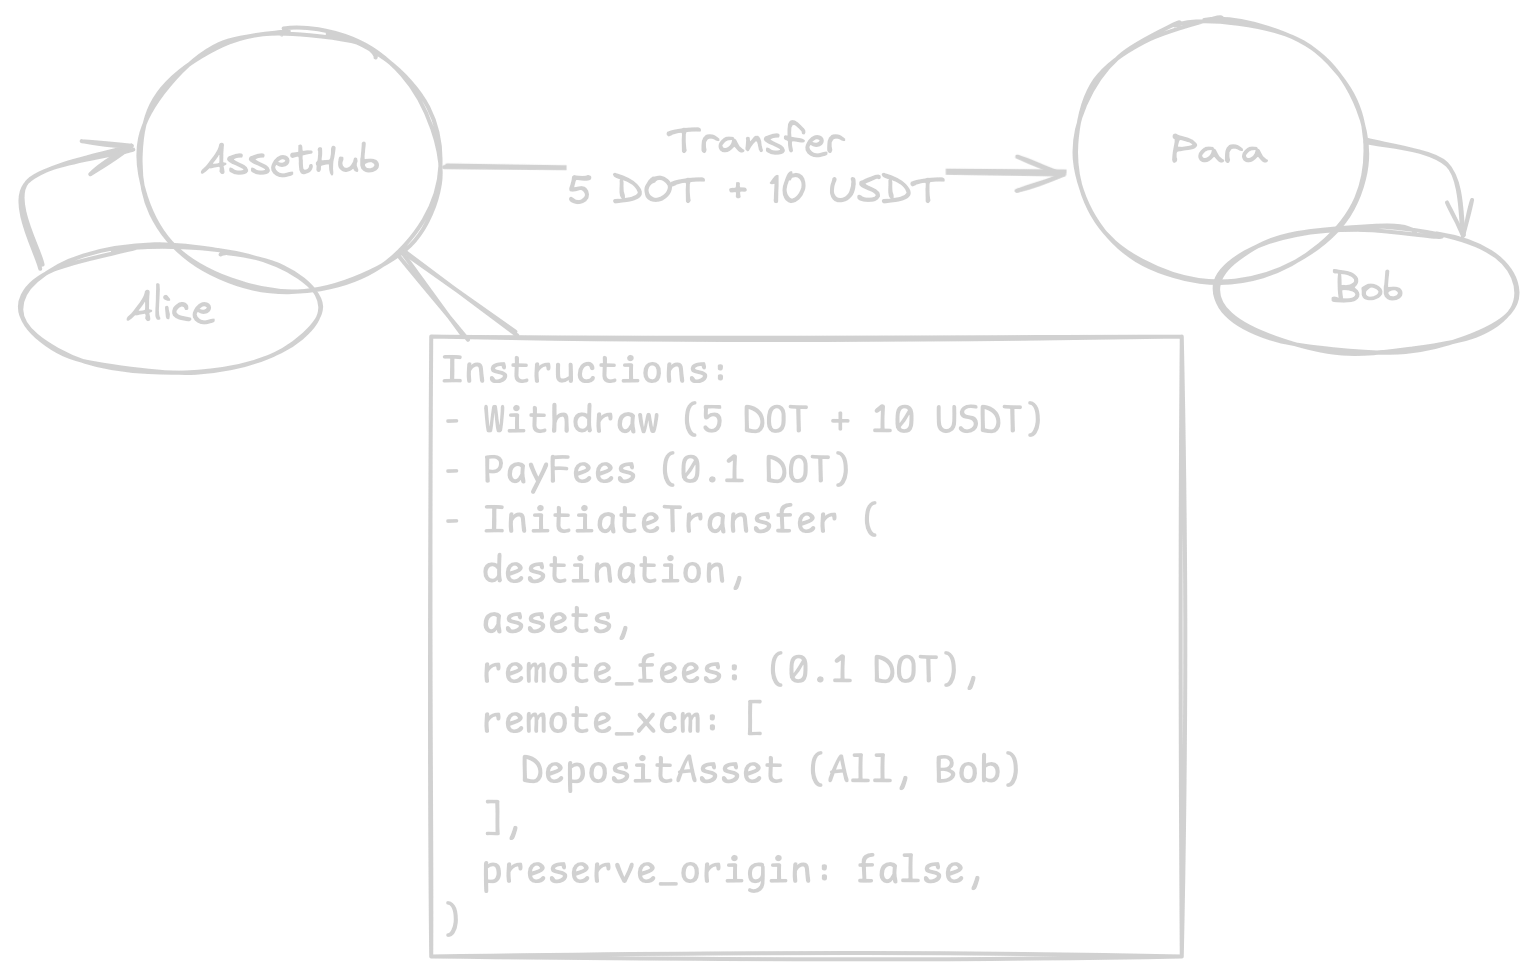 Transfer
AssetHub
Para
5 DOT + 10 USDT
Alice
Bob
Instructions:
- Withdraw (5 DOT + 10 USDT)
- PayFees (0.1 DOT)
- InitiateTransfer (
destination,
assets,
remote_fees: (0.1 DOT),
remote_xcm: [
DepositAsset (All, Bob)
],
preserve_origin: false,
)